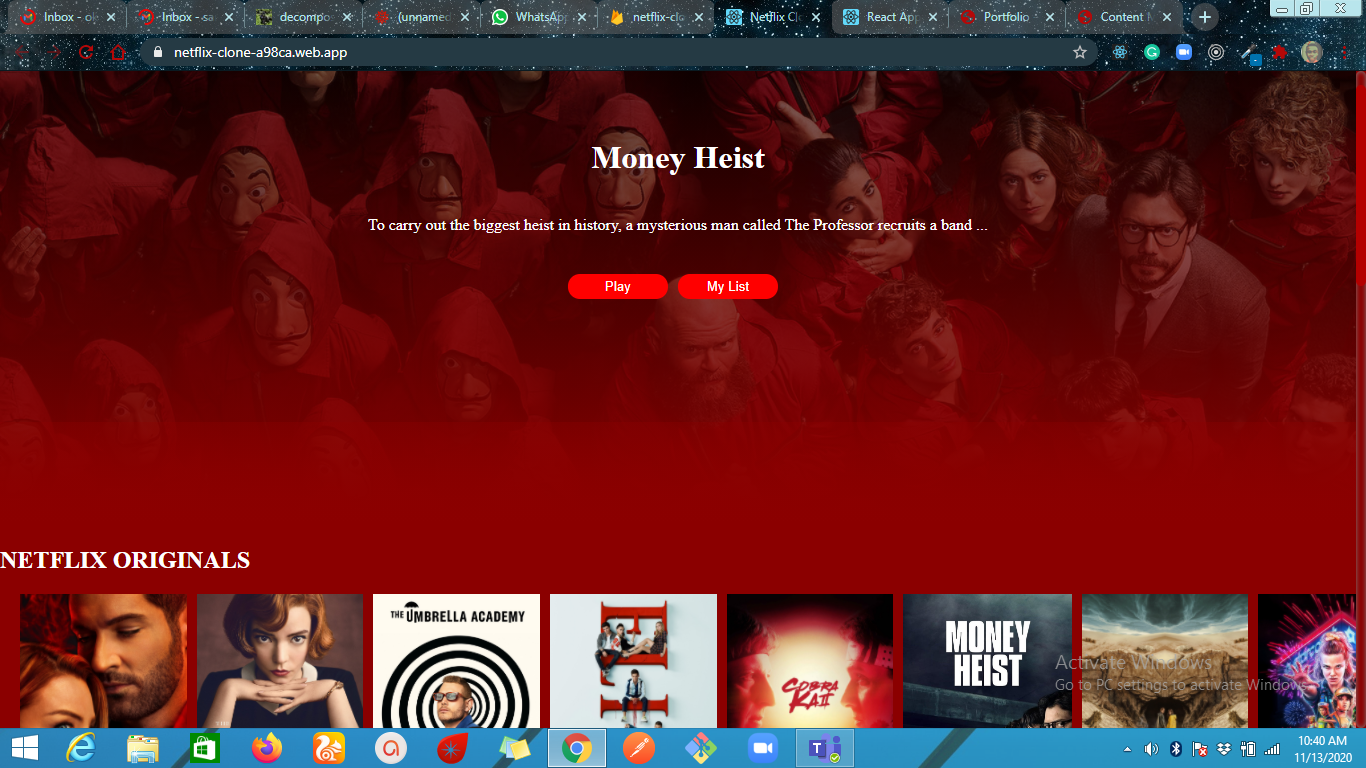 Inbox - o
Inbox - sa
decompo
(unnamed
WhatsAp
netflix-clo
Netflix Cl
React App
Portfolio
Content M
netflix-clone-a98ca.web.app
Money Heist
To carry out the biggest heist in history, a mysterious man called The Professor recruits a band ...
Play
My List
NETFLIX ORIGINALS
THE UMBRELLA ACADEMY
COBRA KAI
MONEY HEIST
Activate Windows
Go to PC settings to activate Windows.
10:40 AM
11/13/2020